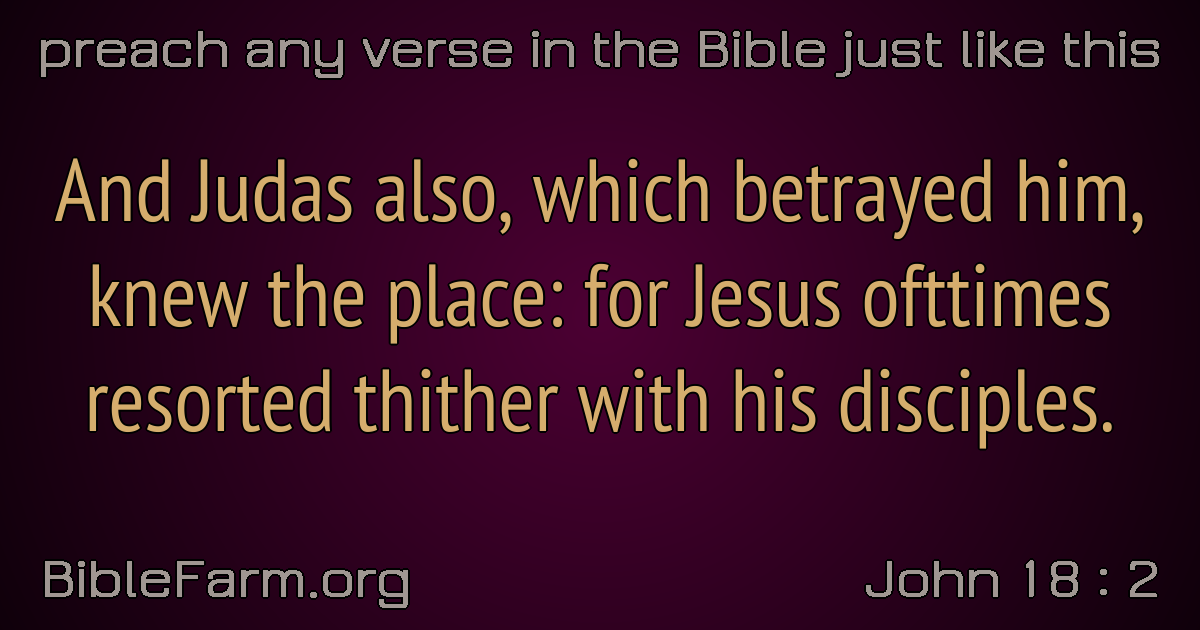 preach any verse in the Bible just like this
And Judas also, which betrayed him,
knew the place: for Jesus ofttimes
resorted thither with his disciples.
BibleFarm.org
John 18 : 2